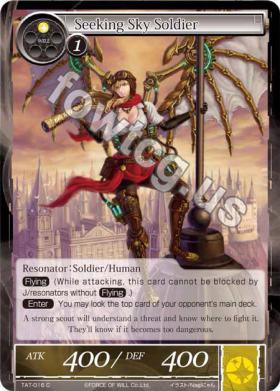 Seeking Sky Soldier
1
fowtcg.us
Resonator : Soldier/Human
Flying (While attacking, this card cannot be blocked by
J/resonators without Flying .)
Enter You may look the top card of your opponent's main deck.
A strong scout will understand a threat and know where to fight it.
They'll know if it becomes too dangerous.
ATK 400/ DEF 400
TAT-016 C ©FORCE OF WILL Co.,Ltd.